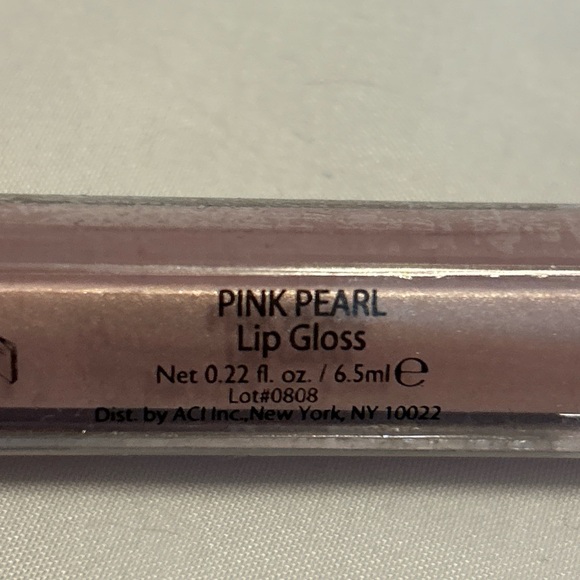 PINK PEARL
Lip Gloss
Net 0.22 fl. oz. / 6.5ml ℮
Lot#0808
Dist. by ACI Inc.,New York, NY 10022